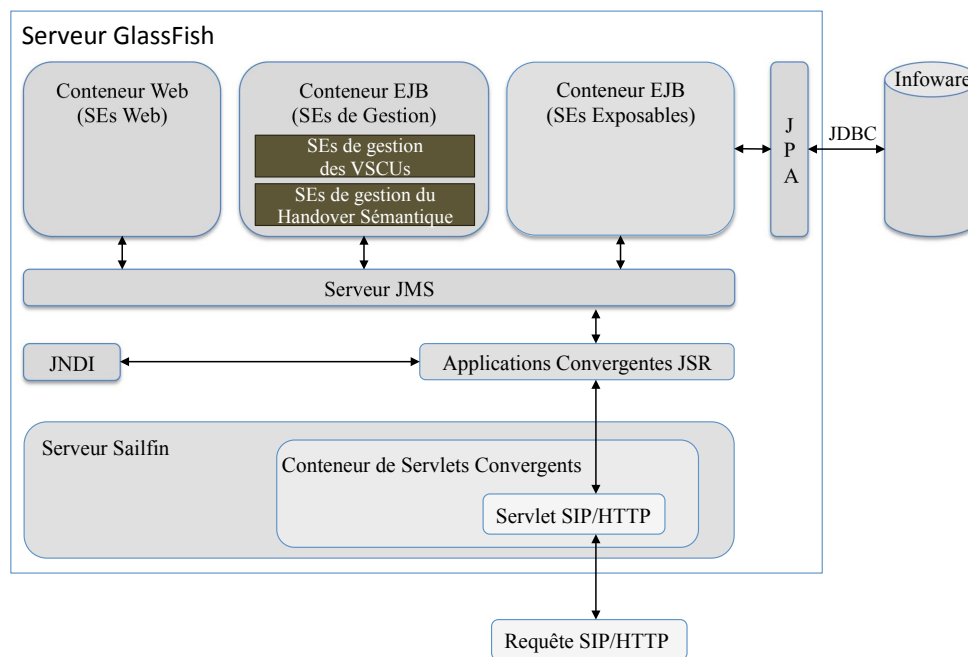 Serveur GlassFish
Conteneur Web
(SEs Web)
Conteneur EJB
(SEs de Gestion)
SEs de gestion
des VSCUs
SEs de gestion du
Handover Sémantique
Conteneur EJB
(SEs Exposables)
J
P
A
JDBC
Infoware
Serveur JMS
JNDI
Applications Convergentes JSR
Serveur Sailfin
Conteneur de Servlets Convergents
Servlet SIP/HTTP
Requête SIP/HTTP